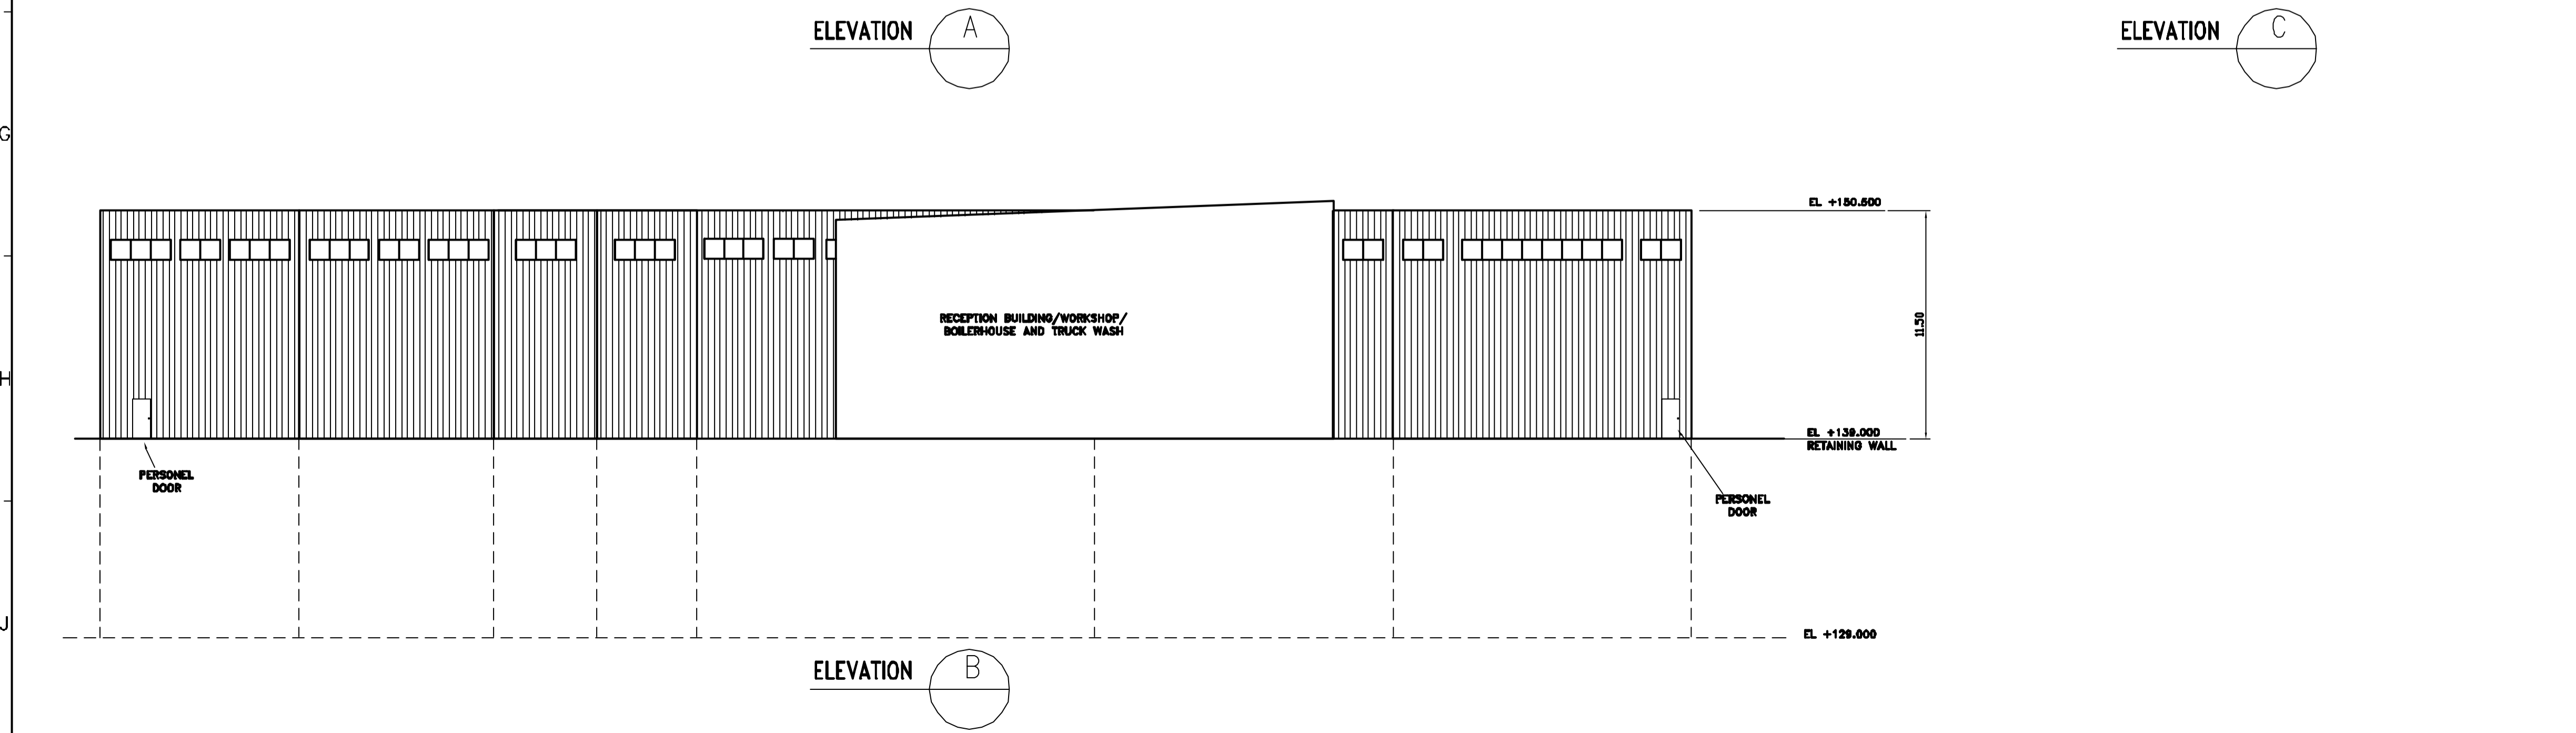 ELEVATION A
ELEVATION C
G
EL +150.500
RECEPTION BUILDING/WORKSHOP/
BOILERHOUSE AND TRUCK WASH
11.50
H
EL +139.000
RETAINING WALL
PERSONEL
DOOR
PERSONEL
DOOR
J
EL +129.000
ELEVATION B